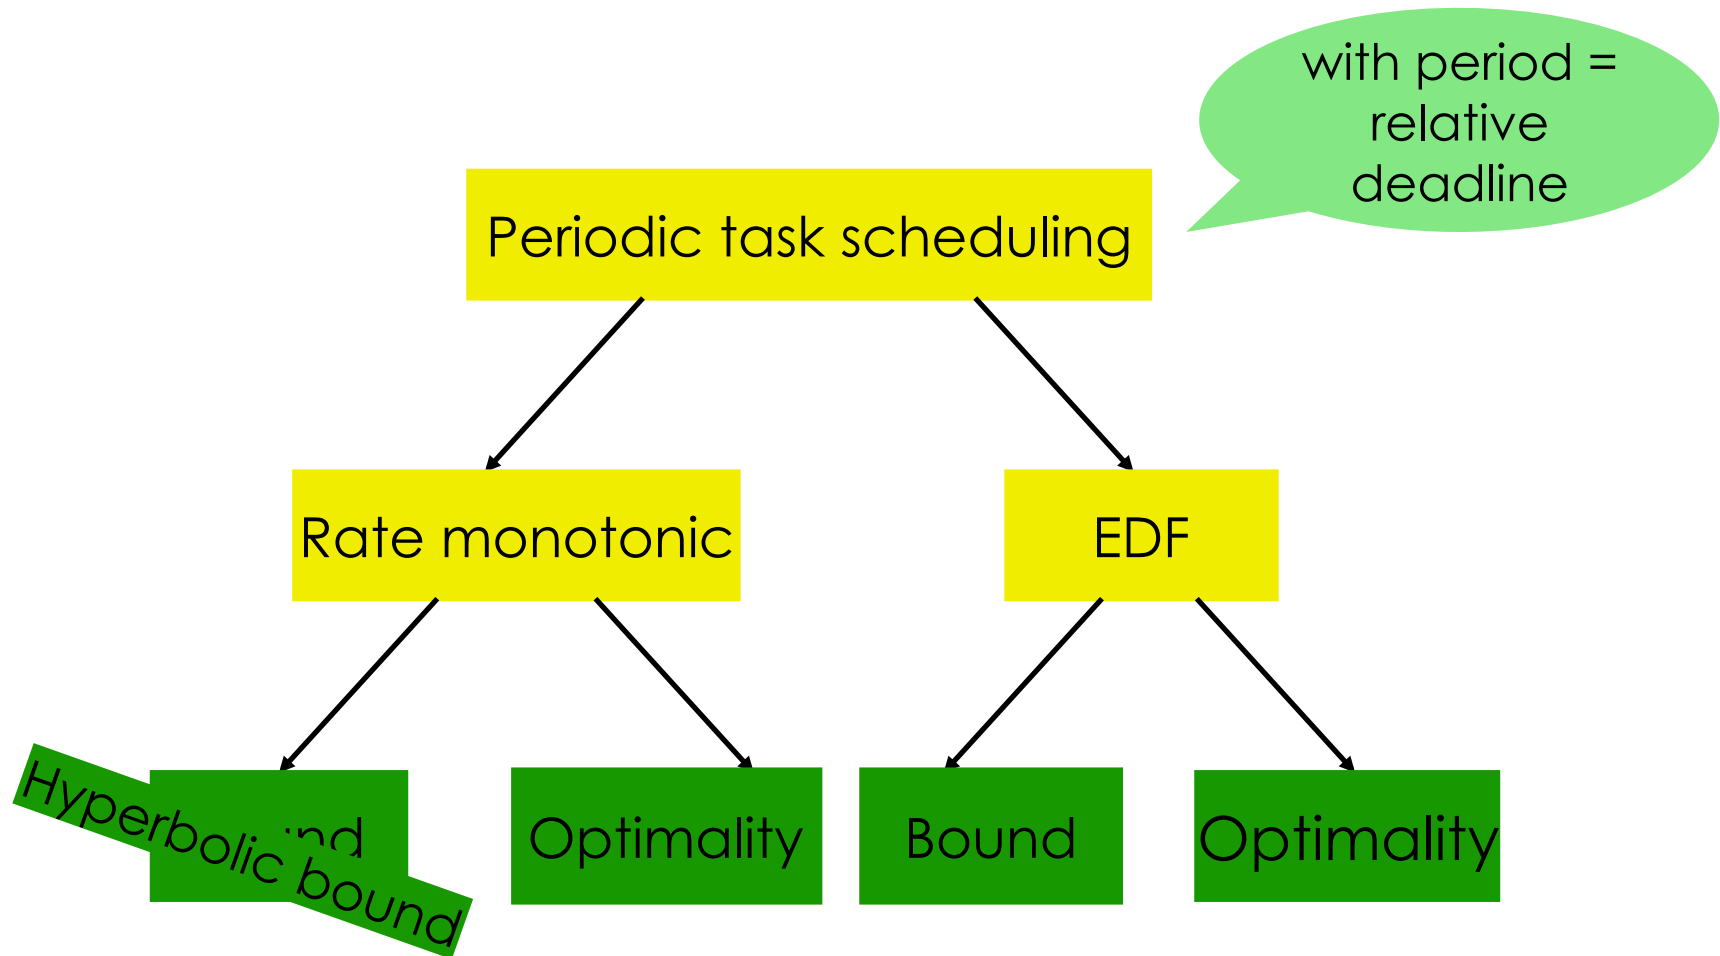 with period =
relative
deadline
Periodic task scheduling
Rate monotonic
EDF
Hyperbolic bound
Optimality
Bound
Optimality